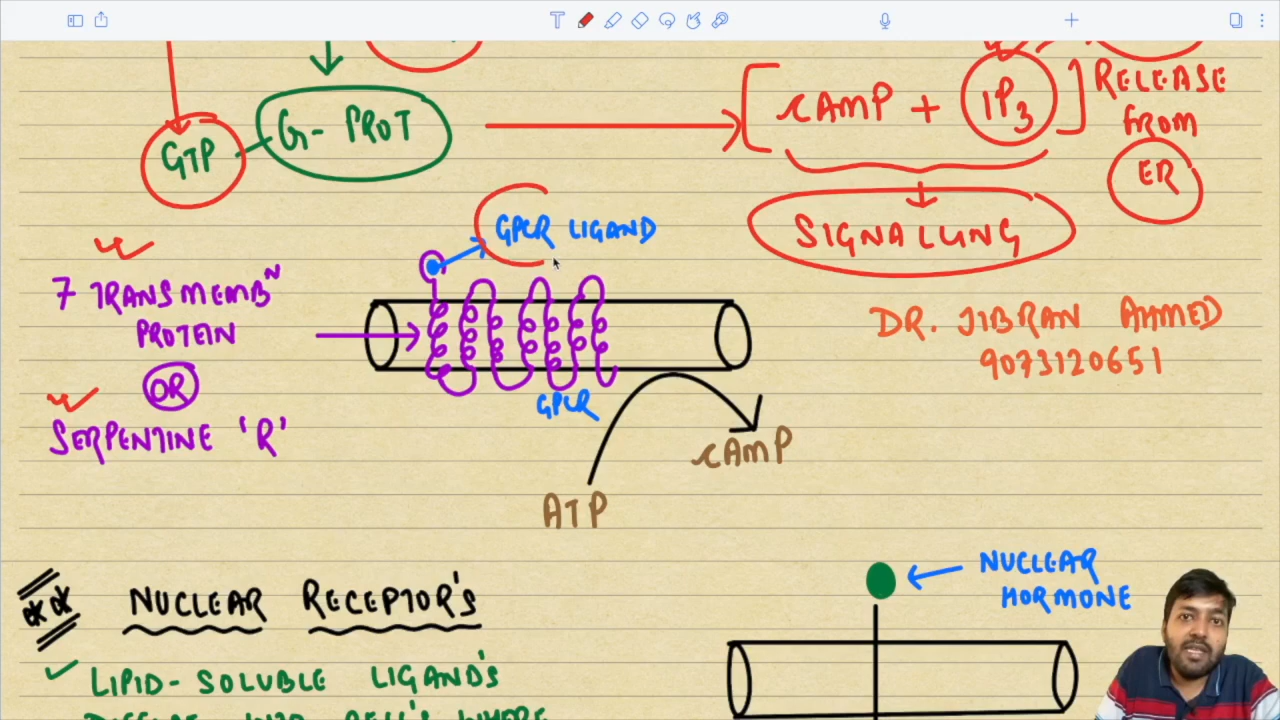 GTP
G- PROT
cAMP + IP3
RELEASE
FROM
ER
SIGNALLING
GPCR LIGAND
7 TRANSMEMBN
PROTEIN
OR
SERPENTINE 'R'
GPCR
ATP
cAMP
DR. JIBRAN AHMED
9073120651
NUCLEAR RECEPTOR'S
LIPID-SOLUBLE LIGAND'S
NUCLEAR
HORMONE